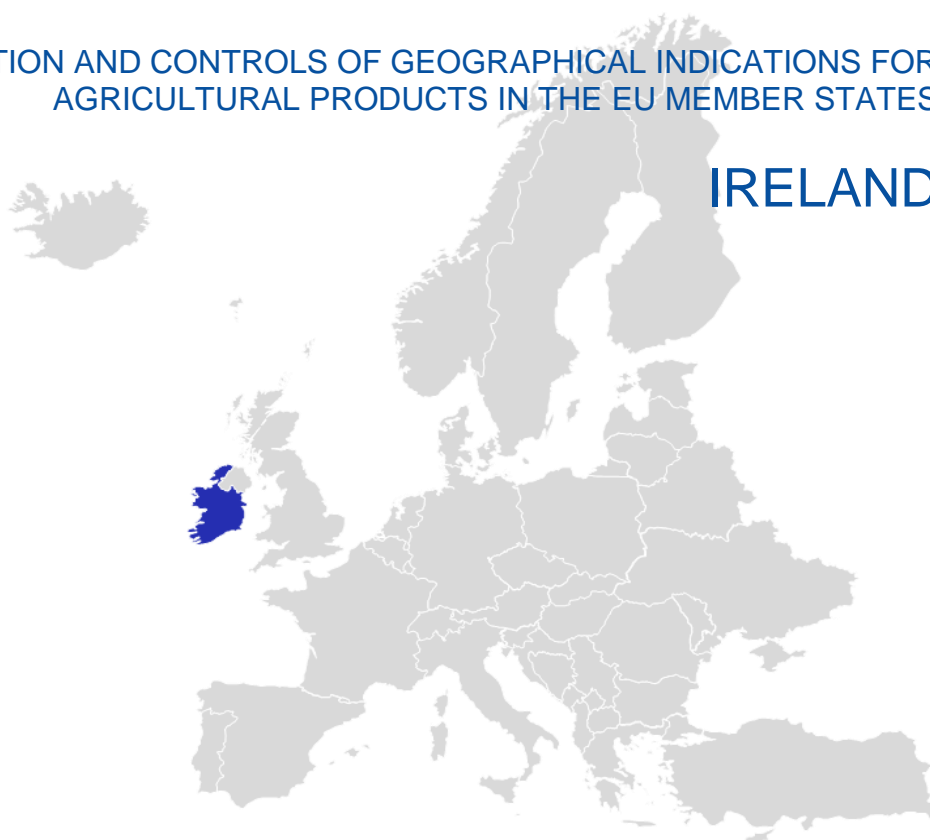 TION AND CONTROLS OF GEOGRAPHICAL INDICATIONS FOR
AGRICULTURAL PRODUCTS IN THE EU MEMBER STATES
IRELAND